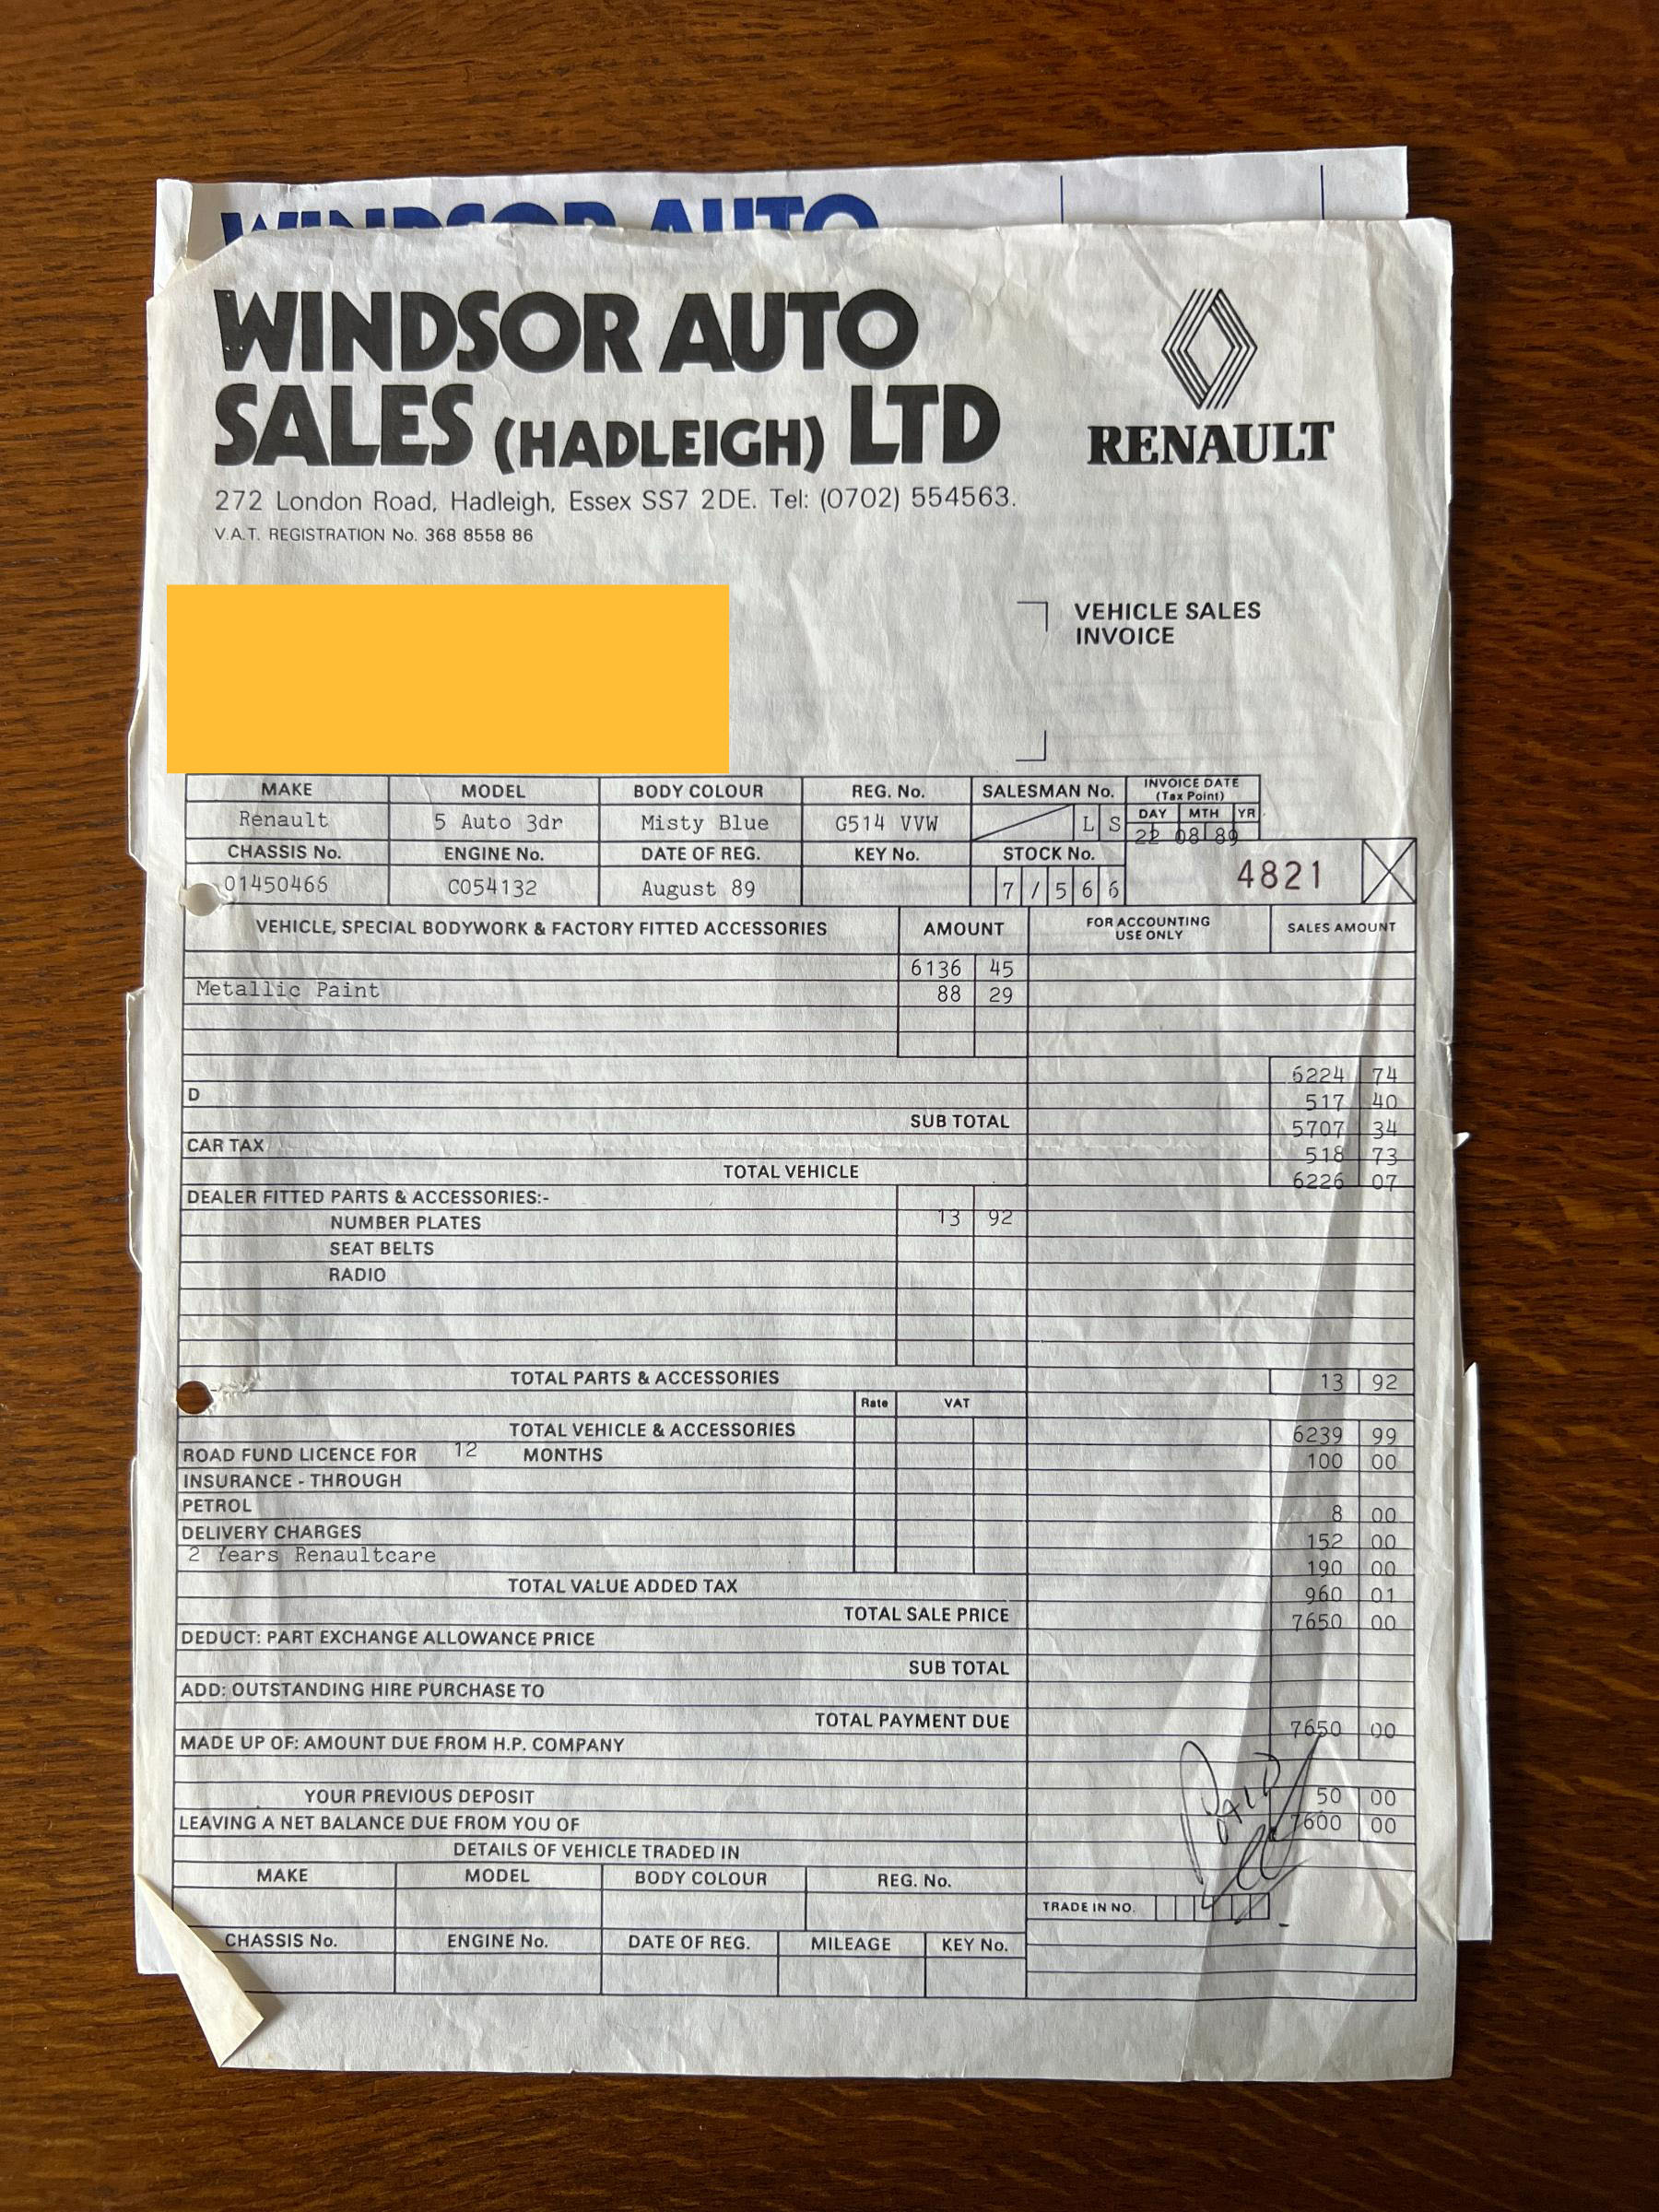 WINDSOR AUTO
WINDSOR AUTO
SALES (HADLEIGH) LTD
RENAULT
272 London Road, Hadleigh, Essex SS7 2DE. Tel: (0702) 554563.
V.A.T. REGISTRATION No. 368 8558 86
VEHICLE SALES
INVOICE
MAKE MODEL BODY COLOUR REG. No. SALESMAN No. INVOICE DATE
(Tax Point)
DAY MTH YR
Renault 5 Auto 3dr Misty Blue G514 VVW L S 22 08 89
CHASSIS No. ENGINE No. DATE OF REG. KEY No. STOCK No.
01450466 C054132 August 89 7/566 4821
VEHICLE, SPECIAL BODYWORK & FACTORY FITTED ACCESSORIES AMOUNT FOR ACCOUNTING USE ONLY SALES AMOUNT
6136 45
Metallic Paint 88 29
6224 74
D 517 40
SUB TOTAL 5707 34
CAR TAX 518 73
TOTAL VEHICLE 6226 07
DEALER FITTED PARTS & ACCESSORIES:-
NUMBER PLATES 13 92
SEAT BELTS
RADIO
TOTAL PARTS & ACCESSORIES 13 92
Rate VAT
TOTAL VEHICLE & ACCESSORIES 6239 99
ROAD FUND LICENCE FOR 12 MONTHS 100 00
INSURANCE - THROUGH
PETROL 8 00
DELIVERY CHARGES 152 00
2 Years Renaultcare 190 00
TOTAL VALUE ADDED TAX 960 01
TOTAL SALE PRICE 7650 00
DEDUCT: PART EXCHANGE ALLOWANCE PRICE
SUB TOTAL
ADD: OUTSTANDING HIRE PURCHASE TO
TOTAL PAYMENT DUE 7650 00
MADE UP OF: AMOUNT DUE FROM H.P. COMPANY
PAID
YOUR PREVIOUS DEPOSIT 50 00
LEAVING A NET BALANCE DUE FROM YOU OF 7600 00
DETAILS OF VEHICLE TRADED IN
MAKE MODEL BODY COLOUR REG. No.
TRADE IN NO.
CHASSIS No. ENGINE No. DATE OF REG. MILEAGE KEY No.